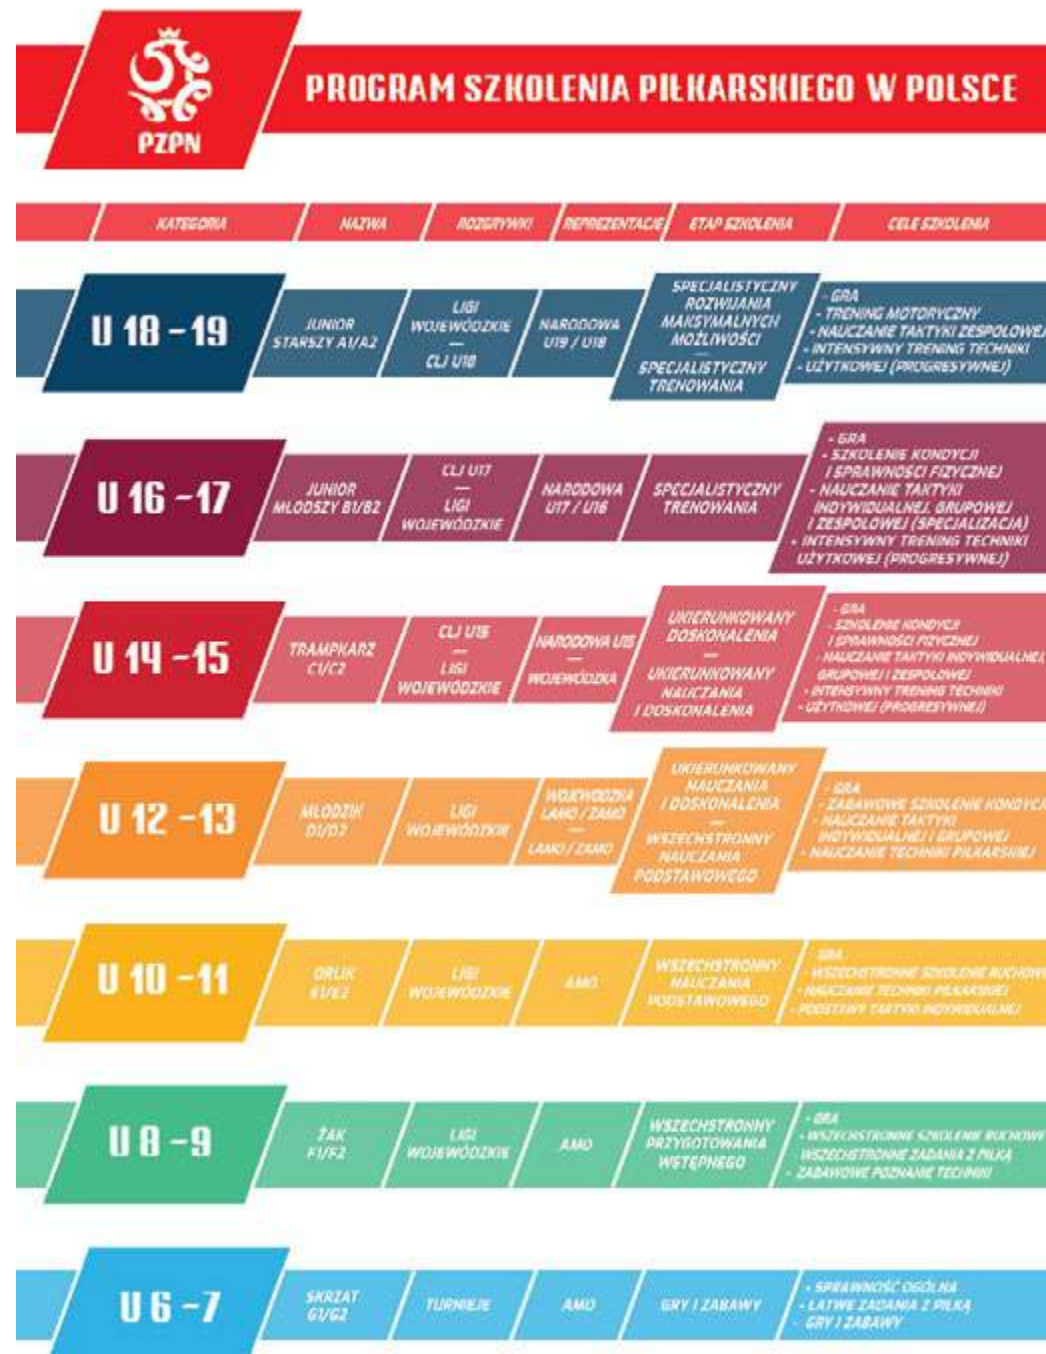 PZPN
PROGRAM SZKOLENIA PIŁKARSKIEGO W POLSCE
KATEGORIA
NAZWA
ROZGRYWKI
REPREZENTACJE
ETAP SZKOLENIA
CELE SZKOLENIA
U 18 – 19
JUNIOR
STARSZY A1/A2
LIGI
WOJEWÓDZKIE
—
CLJ U18
NARODOWA
U19 / U18
SPECJALISTYCZNY
ROZWIJANIA
MAKSYMALNYCH
MOŻLIWOŚCI
—
SPECJALISTYCZNY
TRENOWANIA
- GRA
- TRENING MOTORYCZNY
- NAUCZANIE TAKTYKI ZESPOŁOWEJ
- INTENSYWNY TRENING TECHNIKI
- UŻYTKOWEJ (PROGRESYWNEJ)
U 16 – 17
JUNIOR
MŁODSZY B1/B2
CLJ U17
—
LIGI
WOJEWÓDZKIE
NARODOWA
U17 / U16
SPECJALISTYCZNY
TRENOWANIA
- GRA
- SZKOLENIE KONDYCJI
I SPRAWNOŚCI FIZYCZNEJ
- NAUCZANIE TAKTYKI
INDYWIDUALNEJ, GRUPOWEJ
I ZESPOŁOWEJ (SPECJALIZACJA)
- INTENSYWNY TRENING TECHNIKI
UŻYTKOWEJ (PROGRESYWNEJ)
U 14 – 15
TRAMPKARZ
C1/C2
CLJ U15
—
LIGI
WOJEWÓDZKIE
NARODOWA U15
—
WOJEWÓDZKA
UKIERUNKOWANY
DOSKONALENIA
—
UKIERUNKOWANY
NAUCZANIA
I DOSKONALENIA
- GRA
- SZKOLENIE KONDYCJI
I SPRAWNOŚCI FIZYCZNEJ
- NAUCZANIE TAKTYKI INDYWIDUALNEJ,
GRUPOWEJ I ZESPOŁOWEJ
- INTENSYWNY TRENING TECHNIKI
- UŻYTKOWEJ (PROGRESYWNEJ)
U 12 – 13
MŁODZIK
D1/D2
LIGI
WOJEWÓDZKIE
WOJEWÓDZKA
LAMO / ZAMO
—
LAMO / ZAMO
UKIERUNKOWANY
NAUCZANIA
I DOSKONALENIA
—
WSZECHSTRONNY
NAUCZANIA
PODSTAWOWEGO
- GRA
- ZABAWOWE SZKOLENIE KONDYCJI
- NAUCZANIE TAKTYKI
INDYWIDUALNEJ I GRUPOWEJ
- NAUCZANIE TECHNIKI PIŁKARSKIEJ
U 10 – 11
ORLIK
E1/E2
LIGI
WOJEWÓDZKIE
AMO
WSZECHSTRONNY
NAUCZANIA
PODSTAWOWEGO
- GRA
- WSZECHSTRONNE SZKOLENIE RUCHOWE
- NAUCZANIE TECHNIKI PIŁKARSKIEJ
- PODSTAWY TAKTYKI INDYWIDUALNEJ
U 8 – 9
ŻAK
F1/F2
LIGI
WOJEWÓDZKIE
AMO
WSZECHSTRONNY
PRZYGOTOWANIA
WSTĘPNEGO
- GRA
- WSZECHSTRONNE SZKOLENIE RUCHOWE
WSZECHSTRONNE ZADANIA Z PIŁKĄ
- ZABAWOWE POZNANIE TECHNIKI
U 6 – 7
SKRZAT
G1/G2
TURNIEJE
AMO
GRY I ZABAWY
- SPRAWNOŚĆ OGÓLNA
- ŁATWE ZADANIA Z PIŁKĄ
- GRY I ZABAWY